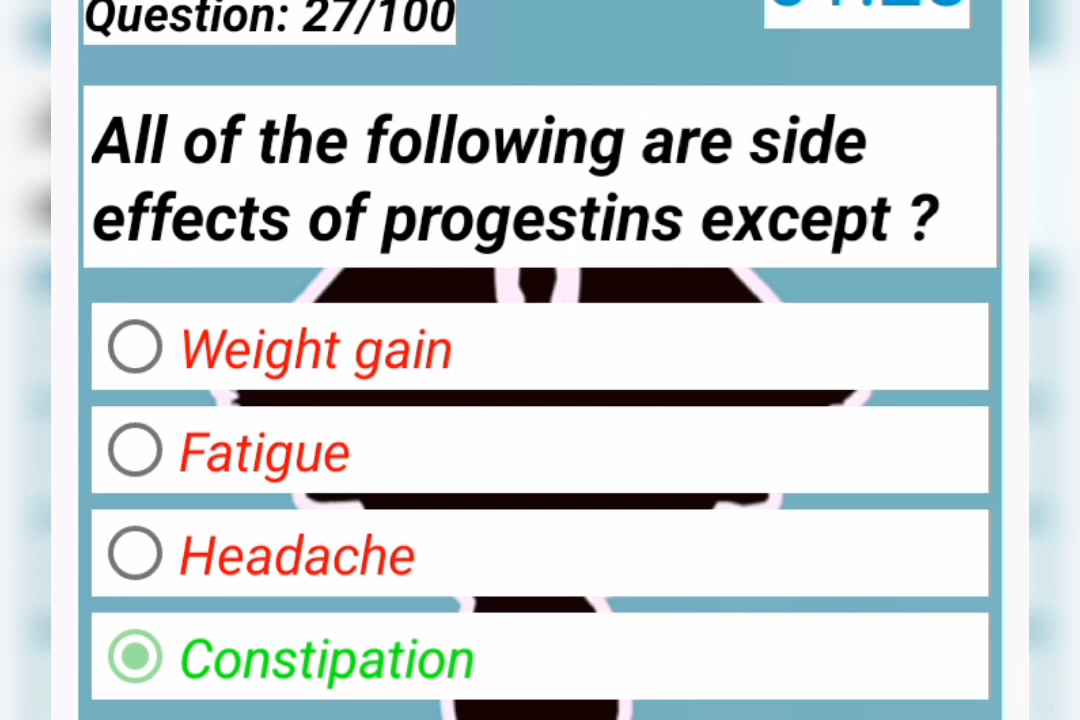 Question: 27/100
All of the following are side
effects of progestins except ?
Weight gain
Fatigue
Headache
Constipation